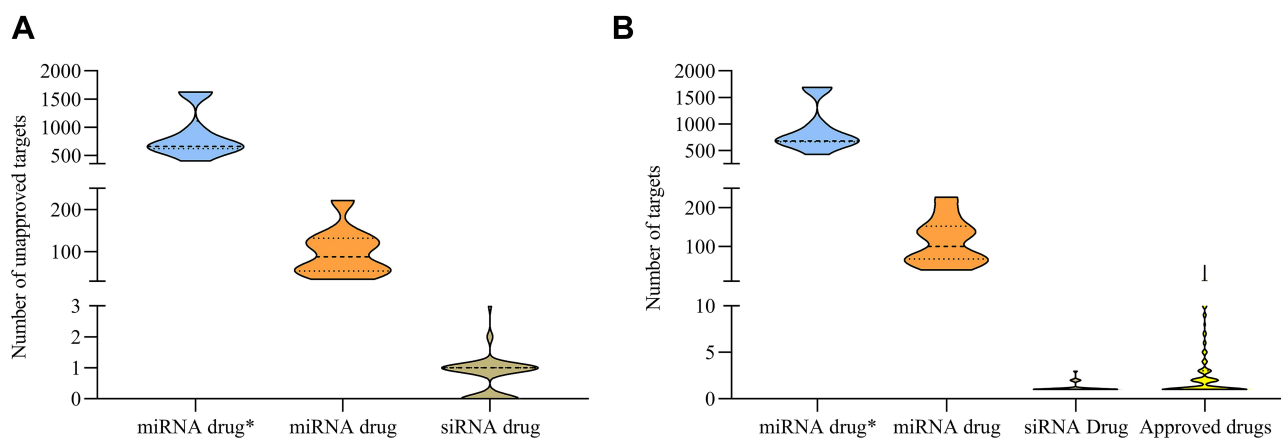 A
Number of unapproved targets
2000
1500
1000
500
200
100
3
2
1
0
miRNA drug*
miRNA drug
siRNA drug
B
Number of targets
2000
1500
1000
500
200
100
10
5
0
miRNA drug*
miRNA drug
siRNA Drug
Approved drugs